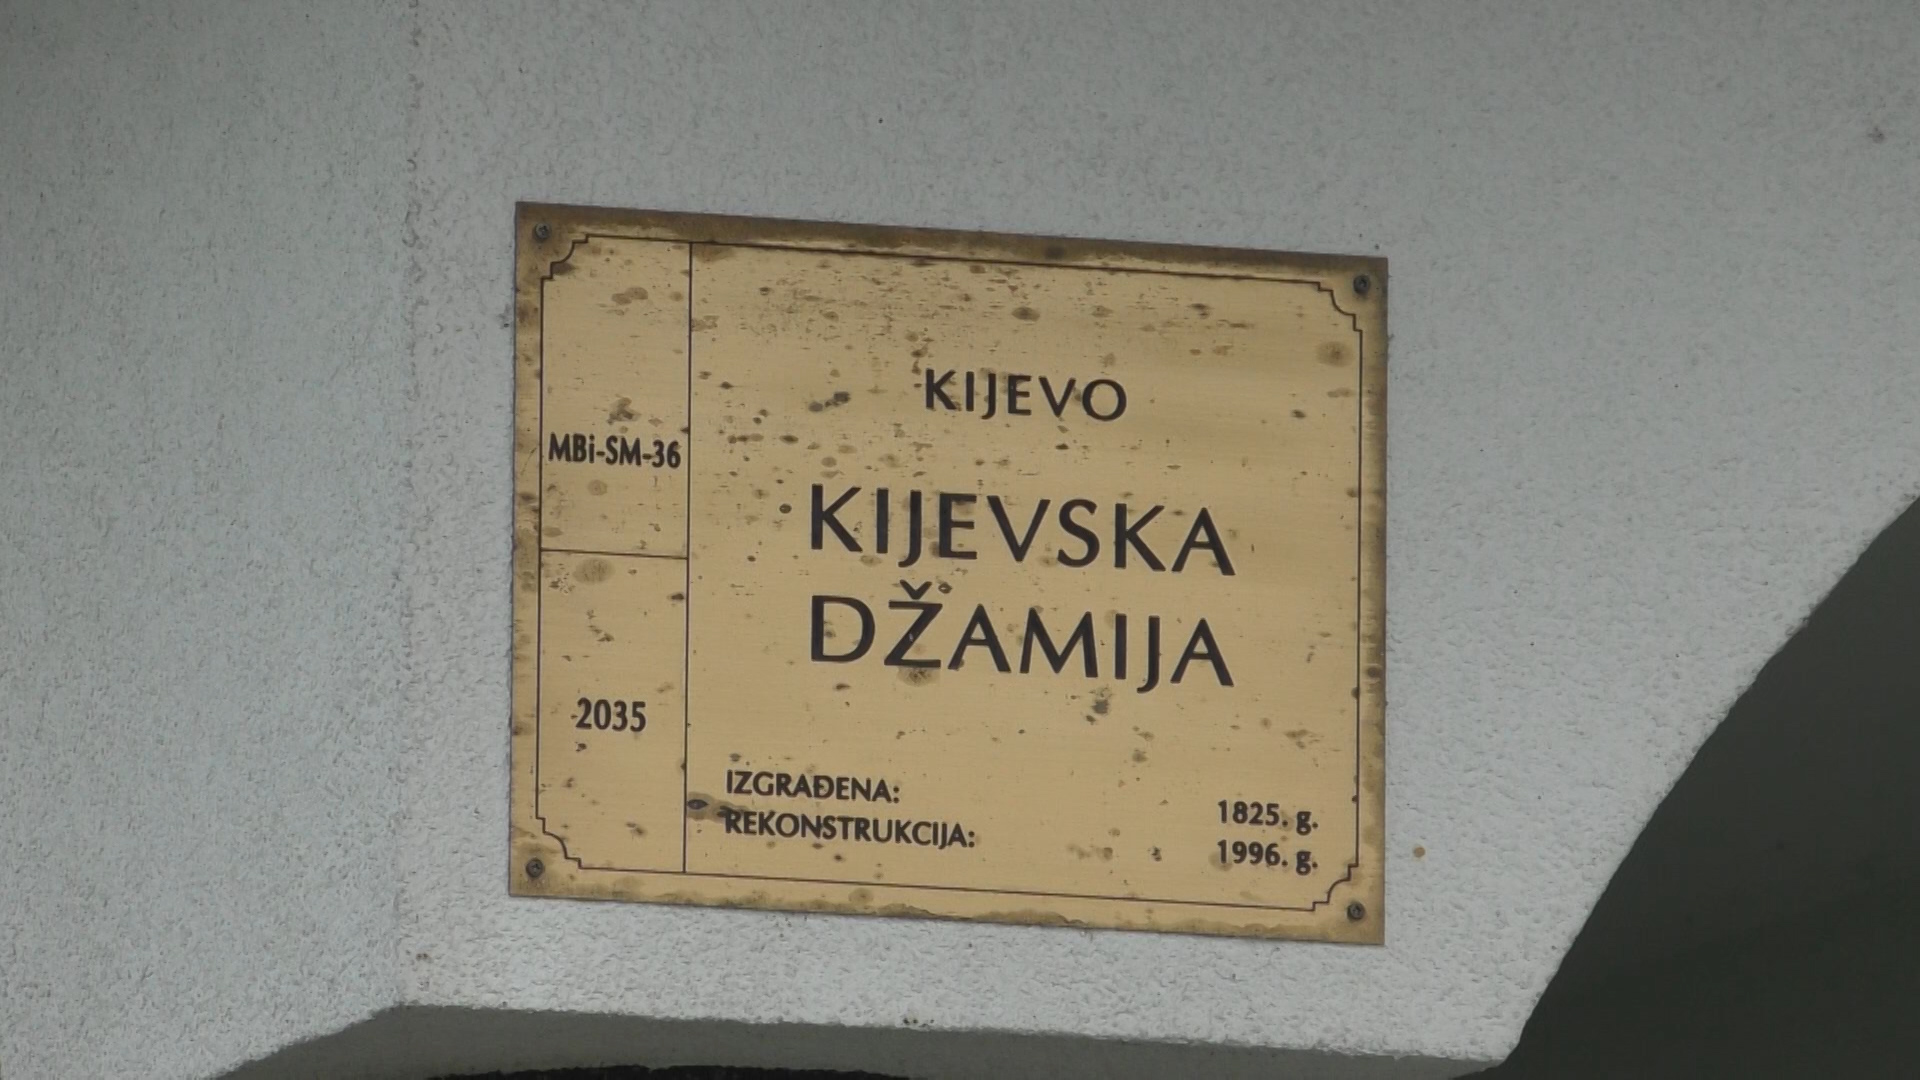 MBi-SM-36
2035
KIJEVO
KIJEVSKA
DŽAMIJA
IZGRAĐENA: 1825. g.
REKONSTRUKCIJA: 1996. g.